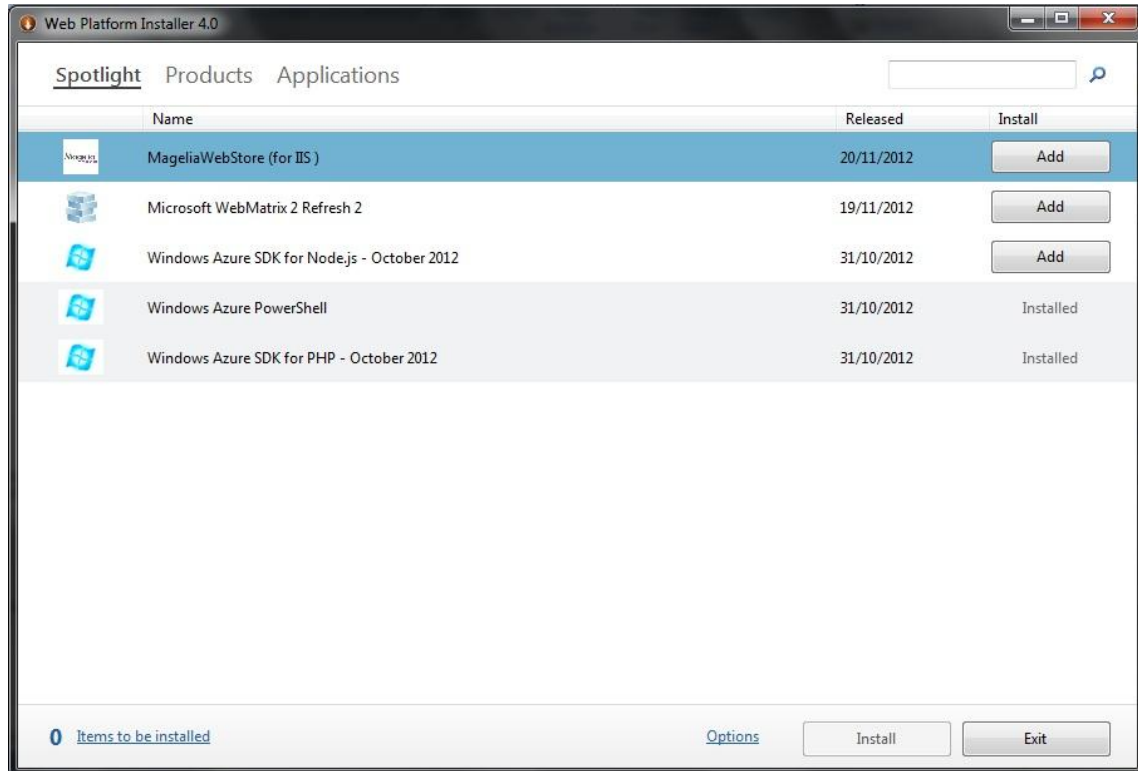 Web Platform Installer 4.0
Spotlight Products Applications
Name Released Install
MageliaWebStore (for IIS ) 20/11/2012 Add
Microsoft WebMatrix 2 Refresh 2 19/11/2012 Add
Windows Azure SDK for Node.js - October 2012 31/10/2012 Add
Windows Azure PowerShell 31/10/2012 Installed
Windows Azure SDK for PHP - October 2012 31/10/2012 Installed
0 Items to be installed Options Install Exit